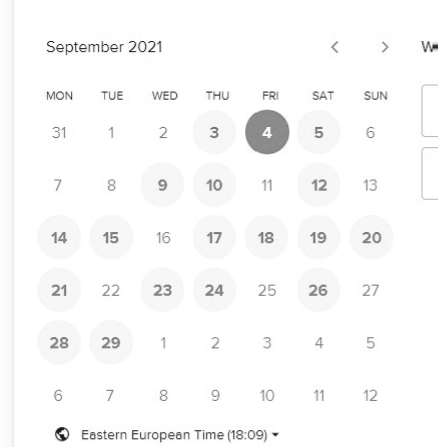 September 2021
MON TUE WED THU FRI SAT SUN
31 1 2 3 4 5 6
7 8 9 10 11 12 13
14 15 16 17 18 19 20
21 22 23 24 25 26 27
28 29 1 2 3 4 5
6 7 8 9 10 11 12
Eastern European Time (18:09)